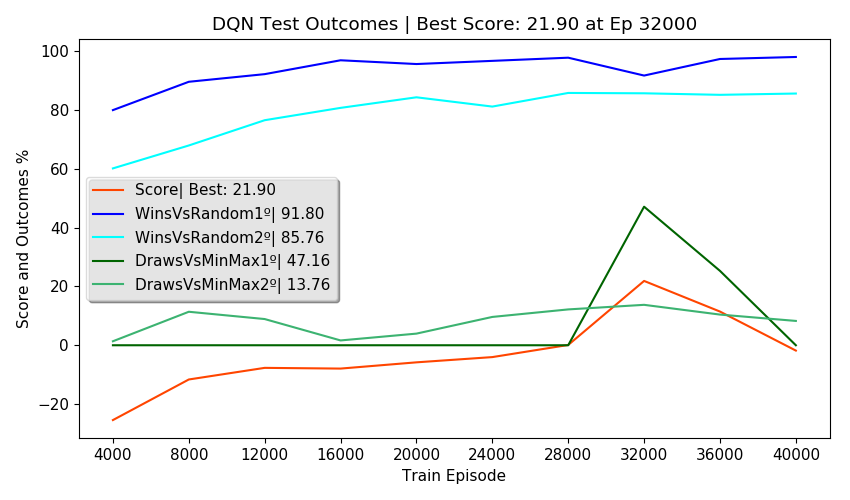 DQN Test Outcomes | Best Score: 21.90 at Ep 32000
100
80
60
40
20
0
−20
Score and Outcomes %
Score| Best: 21.90
WinsVsRandom1º| 91.80
WinsVsRandom2º| 85.76
DrawsVsMinMax1º| 47.16
DrawsVsMinMax2º| 13.76
4000 8000 12000 16000 20000 24000 28000 32000 36000 40000
Train Episode